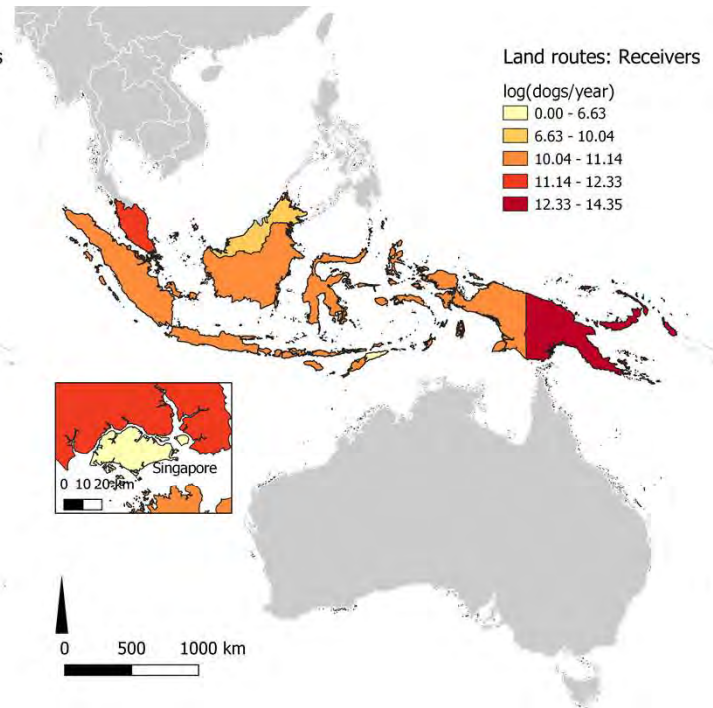 s
Land routes: Receivers
log(dogs/year)
0.00 - 6.63
6.63 - 10.04
10.04 - 11.14
11.14 - 12.33
12.33 - 14.35
Singapore
0 10 20 km
0 500 1000 km